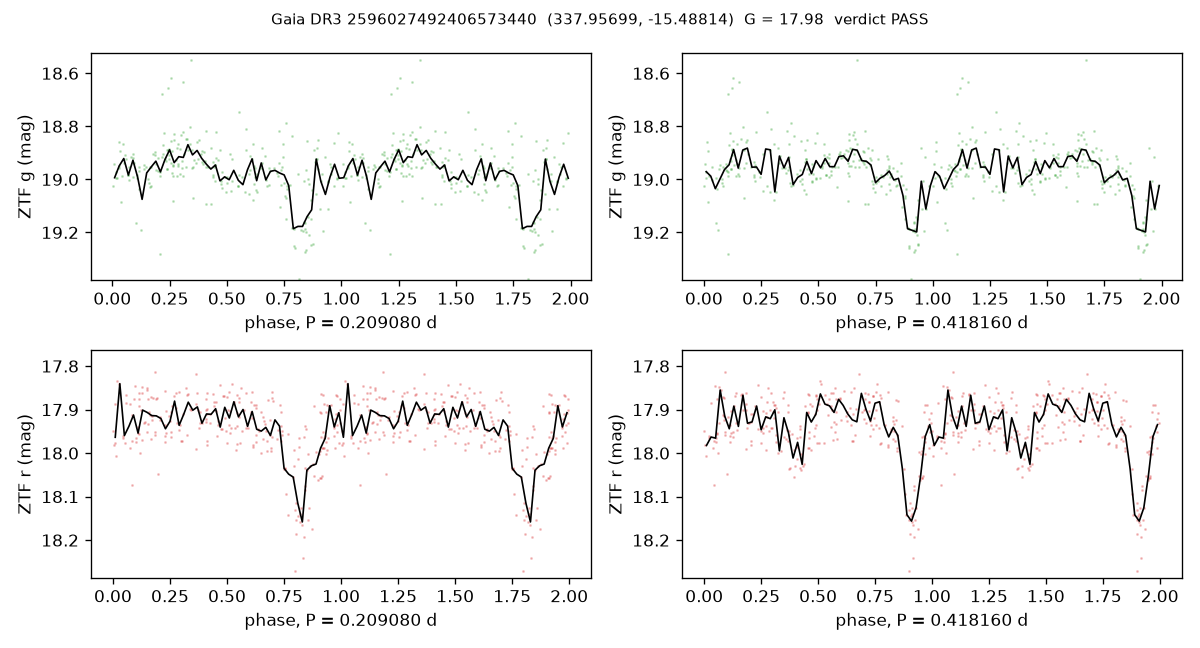 Gaia DR3 2596027492406573440 (337.95699, -15.48814) G = 17.98 verdict PASS
ZTF g (mag)
18.6
18.8
19.0
19.2
0.00 0.25 0.50 0.75 1.00 1.25 1.50 1.75 2.00
phase, P = 0.209080 d
ZTF g (mag)
18.6
18.8
19.0
19.2
0.00 0.25 0.50 0.75 1.00 1.25 1.50 1.75 2.00
phase, P = 0.418160 d
ZTF r (mag)
17.8
17.9
18.0
18.1
18.2
0.00 0.25 0.50 0.75 1.00 1.25 1.50 1.75 2.00
phase, P = 0.209080 d
ZTF r (mag)
17.8
17.9
18.0
18.1
18.2
0.00 0.25 0.50 0.75 1.00 1.25 1.50 1.75 2.00
phase, P = 0.418160 d